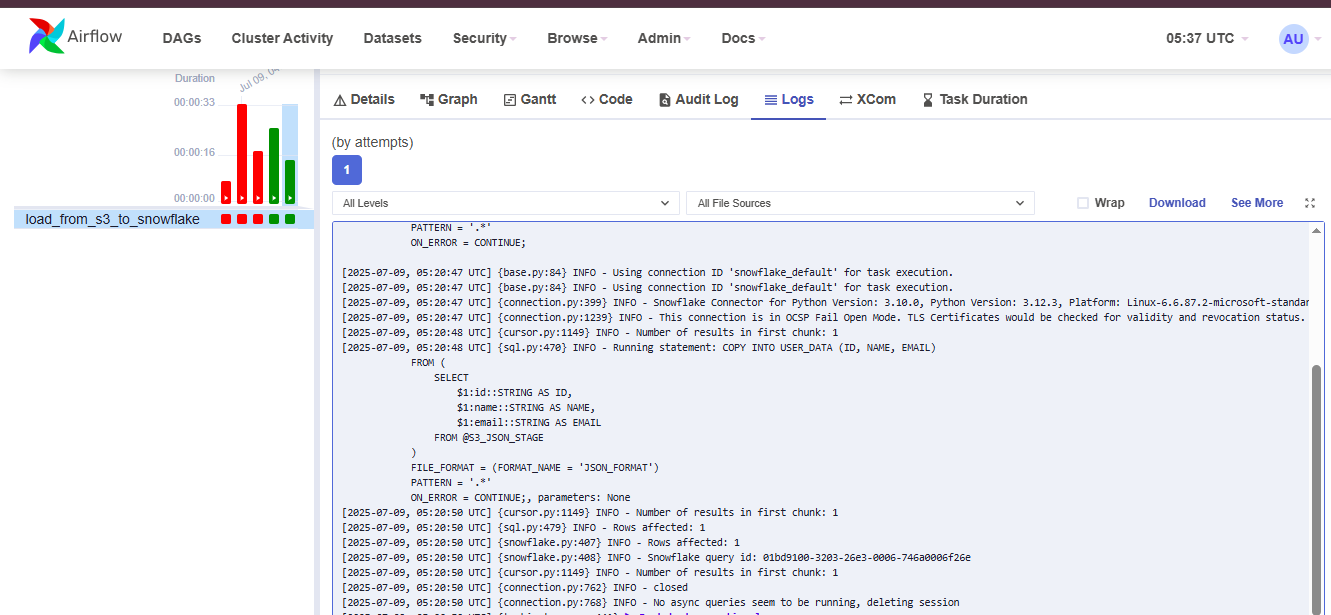 Airflow
DAGs
Cluster Activity
Datasets
Security
Browse
Admin
Docs
05:37 UTC
AU
Duration
Jul 09, 04
00:00:33
00:00:16
00:00:00
load_from_s3_to_snowflake
Details
Graph
Gantt
Code
Audit Log
Logs
XCom
Task Duration
(by attempts)
1
All Levels
All File Sources
Wrap
Download
See More
PATTERN = '.*'
ON_ERROR = CONTINUE;
[2025-07-09, 05:20:47 UTC] {base.py:84} INFO - Using connection ID 'snowflake_default' for task execution.
[2025-07-09, 05:20:47 UTC] {base.py:84} INFO - Using connection ID 'snowflake_default' for task execution.
[2025-07-09, 05:20:47 UTC] {connection.py:399} INFO - Snowflake Connector for Python Version: 3.10.0, Python Version: 3.12.3, Platform: Linux-6.6.87.2-microsoft-standar
[2025-07-09, 05:20:47 UTC] {connection.py:1239} INFO - This connection is in OCSP Fail Open Mode. TLS Certificates would be checked for validity and revocation status.
[2025-07-09, 05:20:48 UTC] {cursor.py:1149} INFO - Number of results in first chunk: 1
[2025-07-09, 05:20:48 UTC] {sql.py:470} INFO - Running statement: COPY INTO USER_DATA (ID, NAME, EMAIL)
FROM (
SELECT
$1:id::STRING AS ID,
$1:name::STRING AS NAME,
$1:email::STRING AS EMAIL
FROM @S3_JSON_STAGE
)
FILE_FORMAT = (FORMAT_NAME = 'JSON_FORMAT')
PATTERN = '.*'
ON_ERROR = CONTINUE;, parameters: None
[2025-07-09, 05:20:50 UTC] {cursor.py:1149} INFO - Number of results in first chunk: 1
[2025-07-09, 05:20:50 UTC] {sql.py:479} INFO - Rows affected: 1
[2025-07-09, 05:20:50 UTC] {snowflake.py:407} INFO - Rows affected: 1
[2025-07-09, 05:20:50 UTC] {snowflake.py:408} INFO - Snowflake query id: 01bd9100-3203-26e3-0006-746a0006f26e
[2025-07-09, 05:20:50 UTC] {cursor.py:1149} INFO - Number of results in first chunk: 1
[2025-07-09, 05:20:50 UTC] {connection.py:762} INFO - closed
[2025-07-09, 05:20:50 UTC] {connection.py:768} INFO - No async queries seem to be running, deleting session